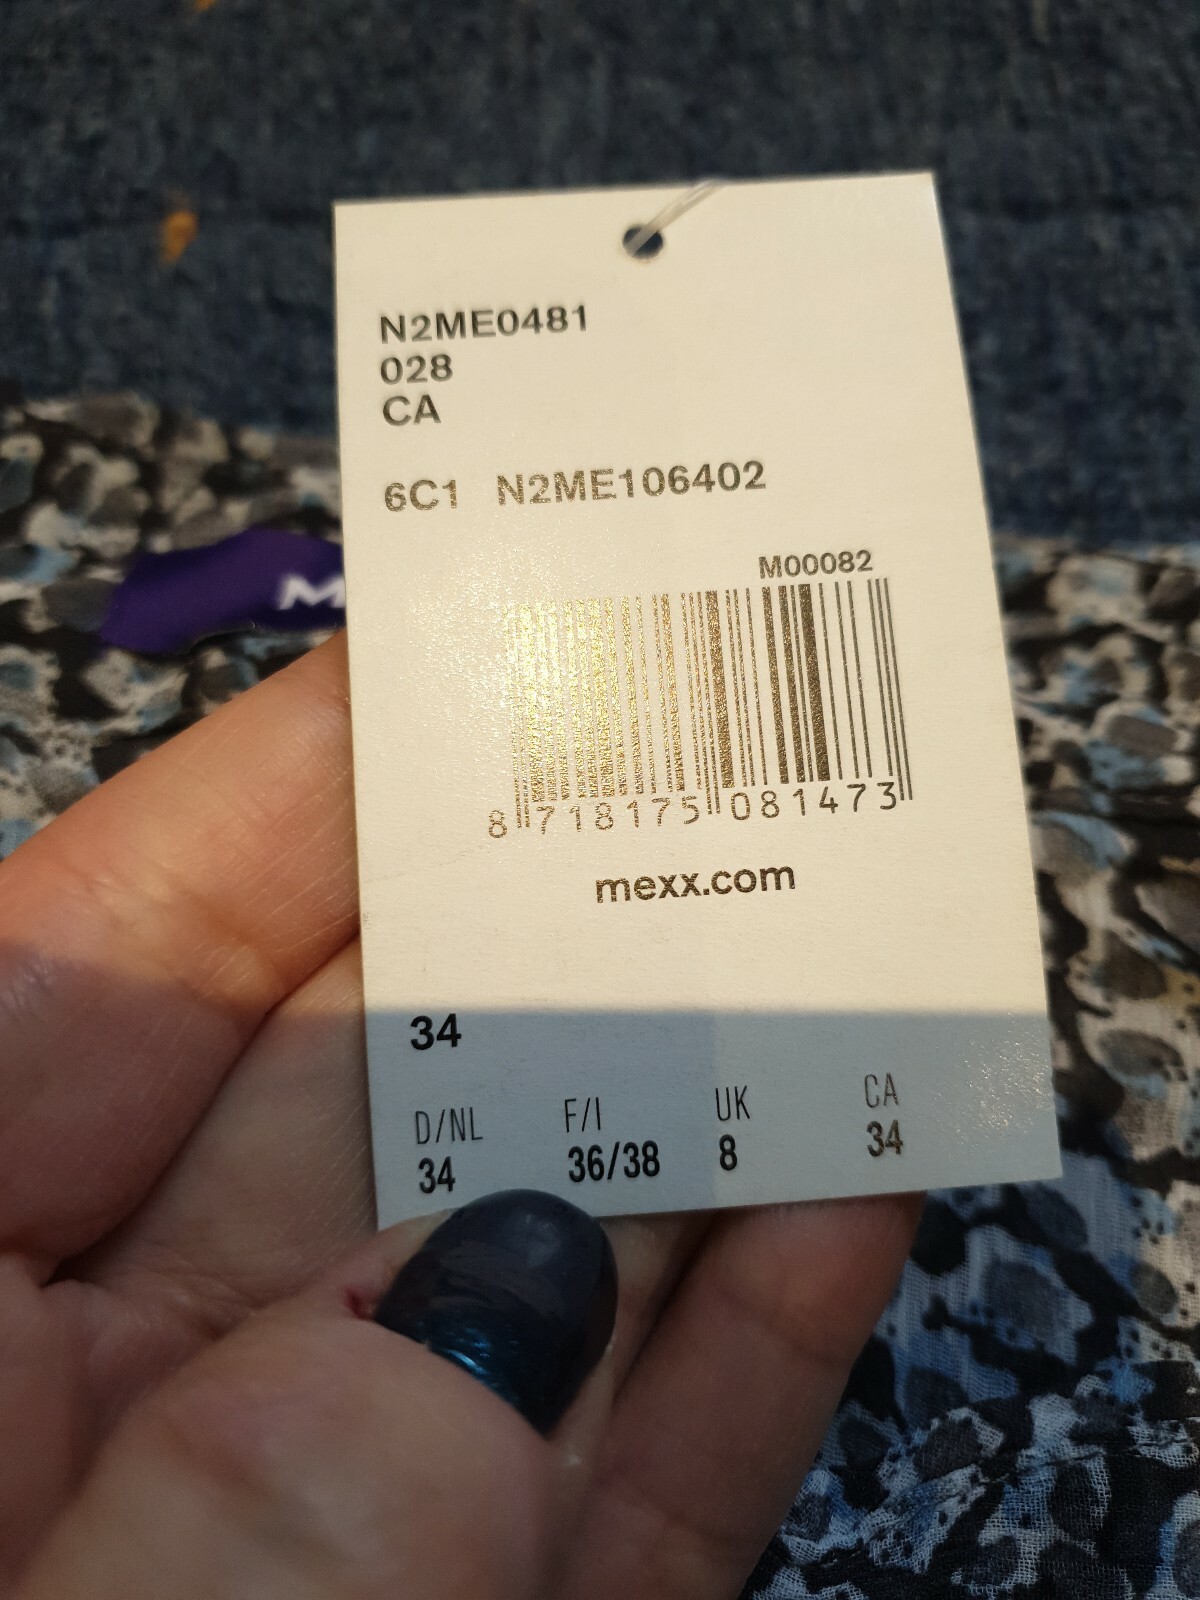 N2ME0481
028
CA
6C1 N2ME106402
M00082
8 718175 081473
mexx.com
34
D/NL F/I UK CA
34 36/38 8 34
M